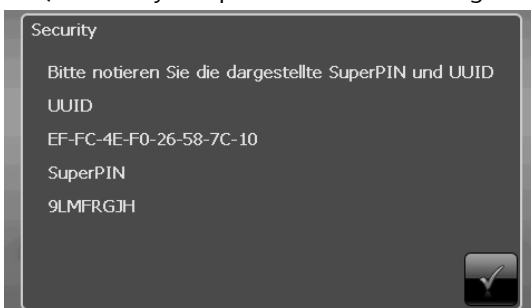 Security
Bitte notieren Sie die dargestellte SuperPIN und UUID
UUID
EF-FC-4E-F0-26-58-7C-10
SuperPIN
9LMFRGJH